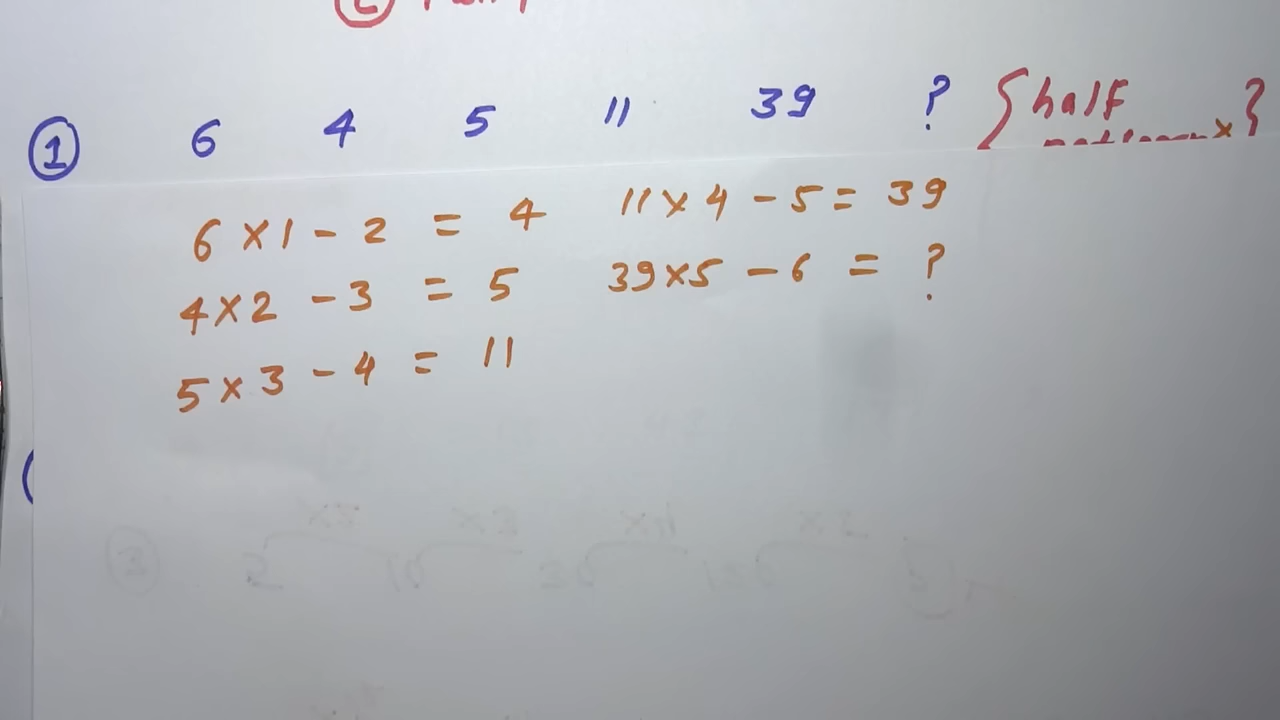 ① 6 4 5 11 39 ? { half }
6 × 1 - 2 = 4
4 × 2 - 3 = 5
5 × 3 - 4 = 11
11 × 4 - 5 = 39
39 × 5 - 6 = ?